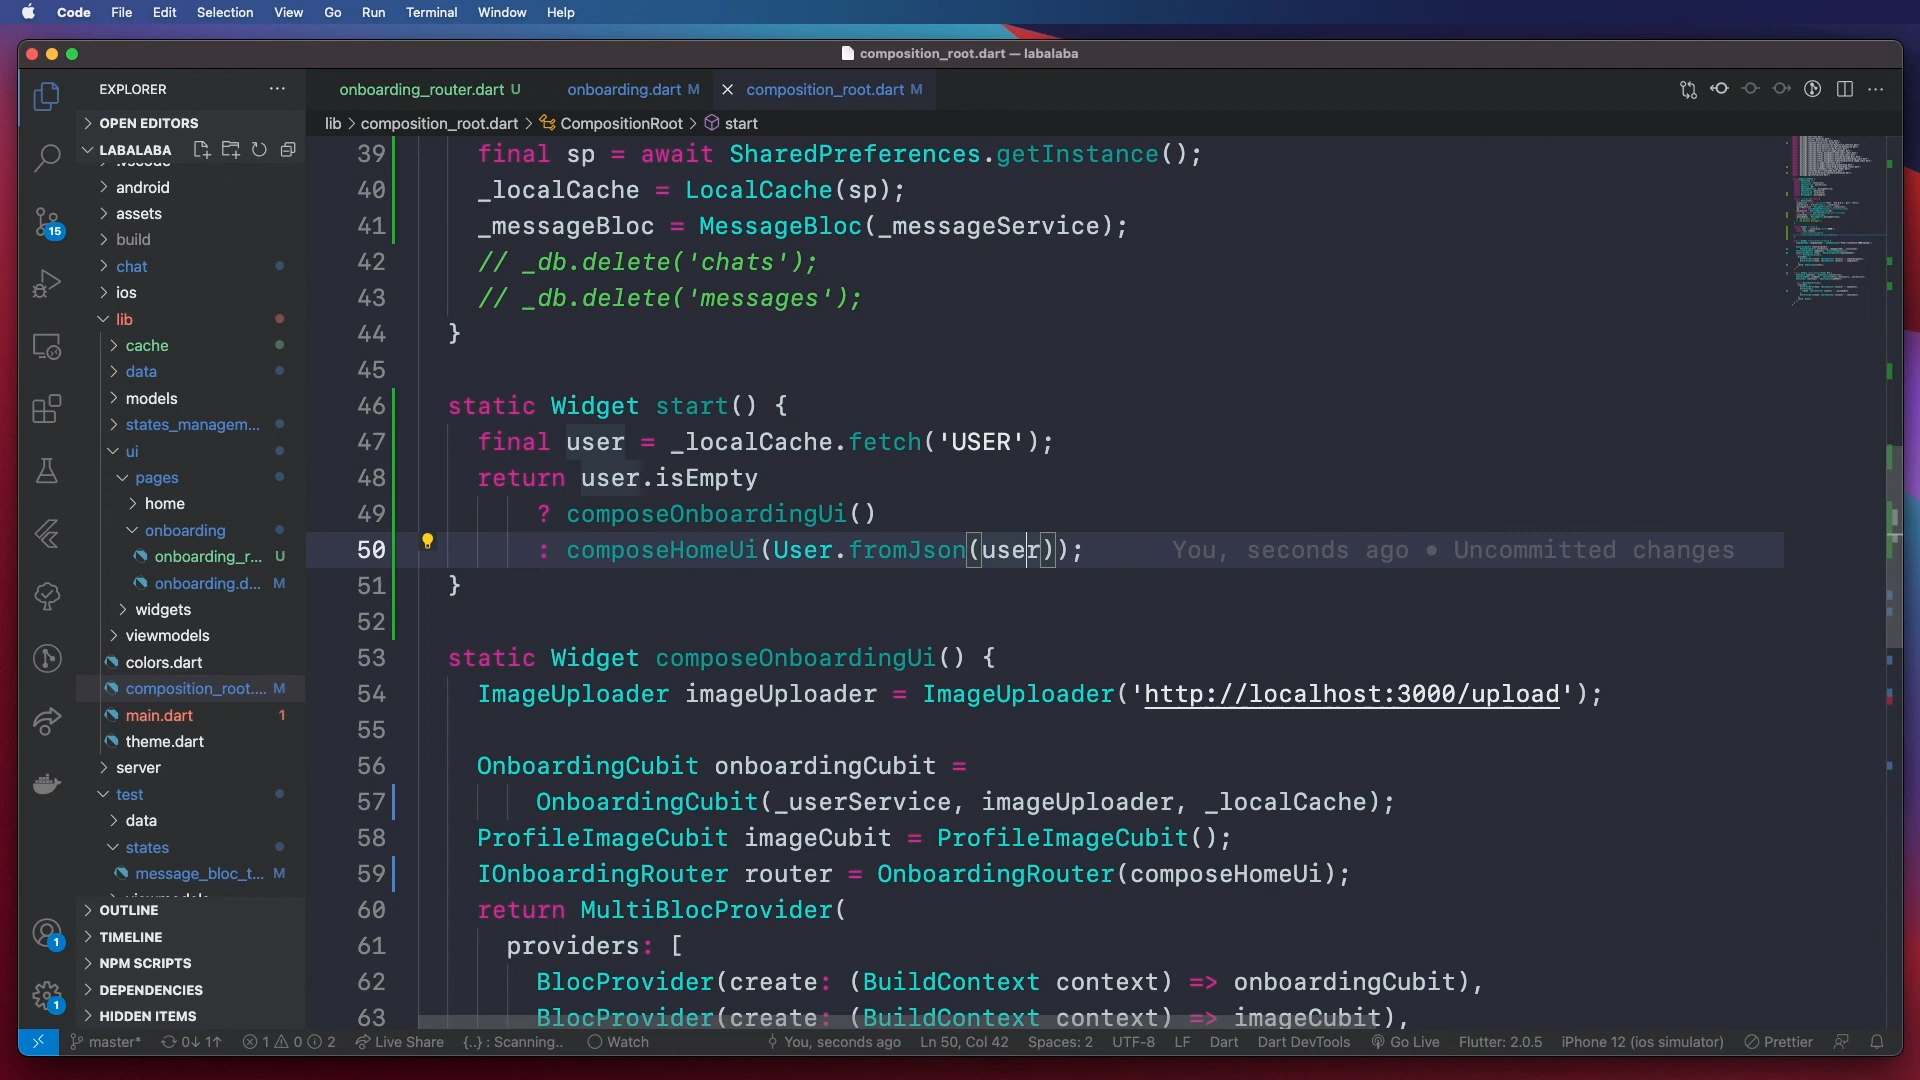 Code File Edit Selection View Go Run Terminal Window Help
composition_root.dart — labalaba
EXPLORER
onboarding_router.dart U
onboarding.dart M
composition_root.dart M
lib > composition_root.dart > CompositionRoot > start
OPEN EDITORS
LABALABA
android
assets
build
chat
ios
lib
cache
data
models
states_managem...
ui
pages
home
onboarding
onboarding_r... U
onboarding.d... M
widgets
viewmodels
colors.dart
composition_root.... M
main.dart 1
theme.dart
server
test
data
states
message_bloc_t... M
OUTLINE
TIMELINE
NPM SCRIPTS
DEPENDENCIES
HIDDEN ITEMS
15
1
1
39 final sp = await SharedPreferences.getInstance();
40 _localCache = LocalCache(sp);
41 _messageBloc = MessageBloc(_messageService);
42 // _db.delete('chats');
43 // _db.delete('messages');
44 }
45
46 static Widget start() {
47 final user = _localCache.fetch('USER');
48 return user.isEmpty
49 ? composeOnboardingUi()
50 : composeHomeUi(User.fromJson(user)); You, seconds ago • Uncommitted changes
51 }
52
53 static Widget composeOnboardingUi() {
54 ImageUploader imageUploader = ImageUploader('http://localhost:3000/upload');
55
56 OnboardingCubit onboardingCubit =
57 OnboardingCubit(_userService, imageUploader, _localCache);
58 ProfileImageCubit imageCubit = ProfileImageCubit();
59 IOnboardingRouter router = OnboardingRouter(composeHomeUi);
60 return MultiBlocProvider(
61 providers: [
62 BlocProvider(create: (BuildContext context) => onboardingCubit),
63 BlocProvider(create: (BuildContext context) => imageCubit),
master* 0↓ 1↑ 1 0 2 Live Share {..} : Scanning.. Watch You, seconds ago Ln 50, Col 42 Spaces: 2 UTF-8 LF Dart Dart DevTools Go Live Flutter: 2.0.5 iPhone 12 (ios simulator) Prettier